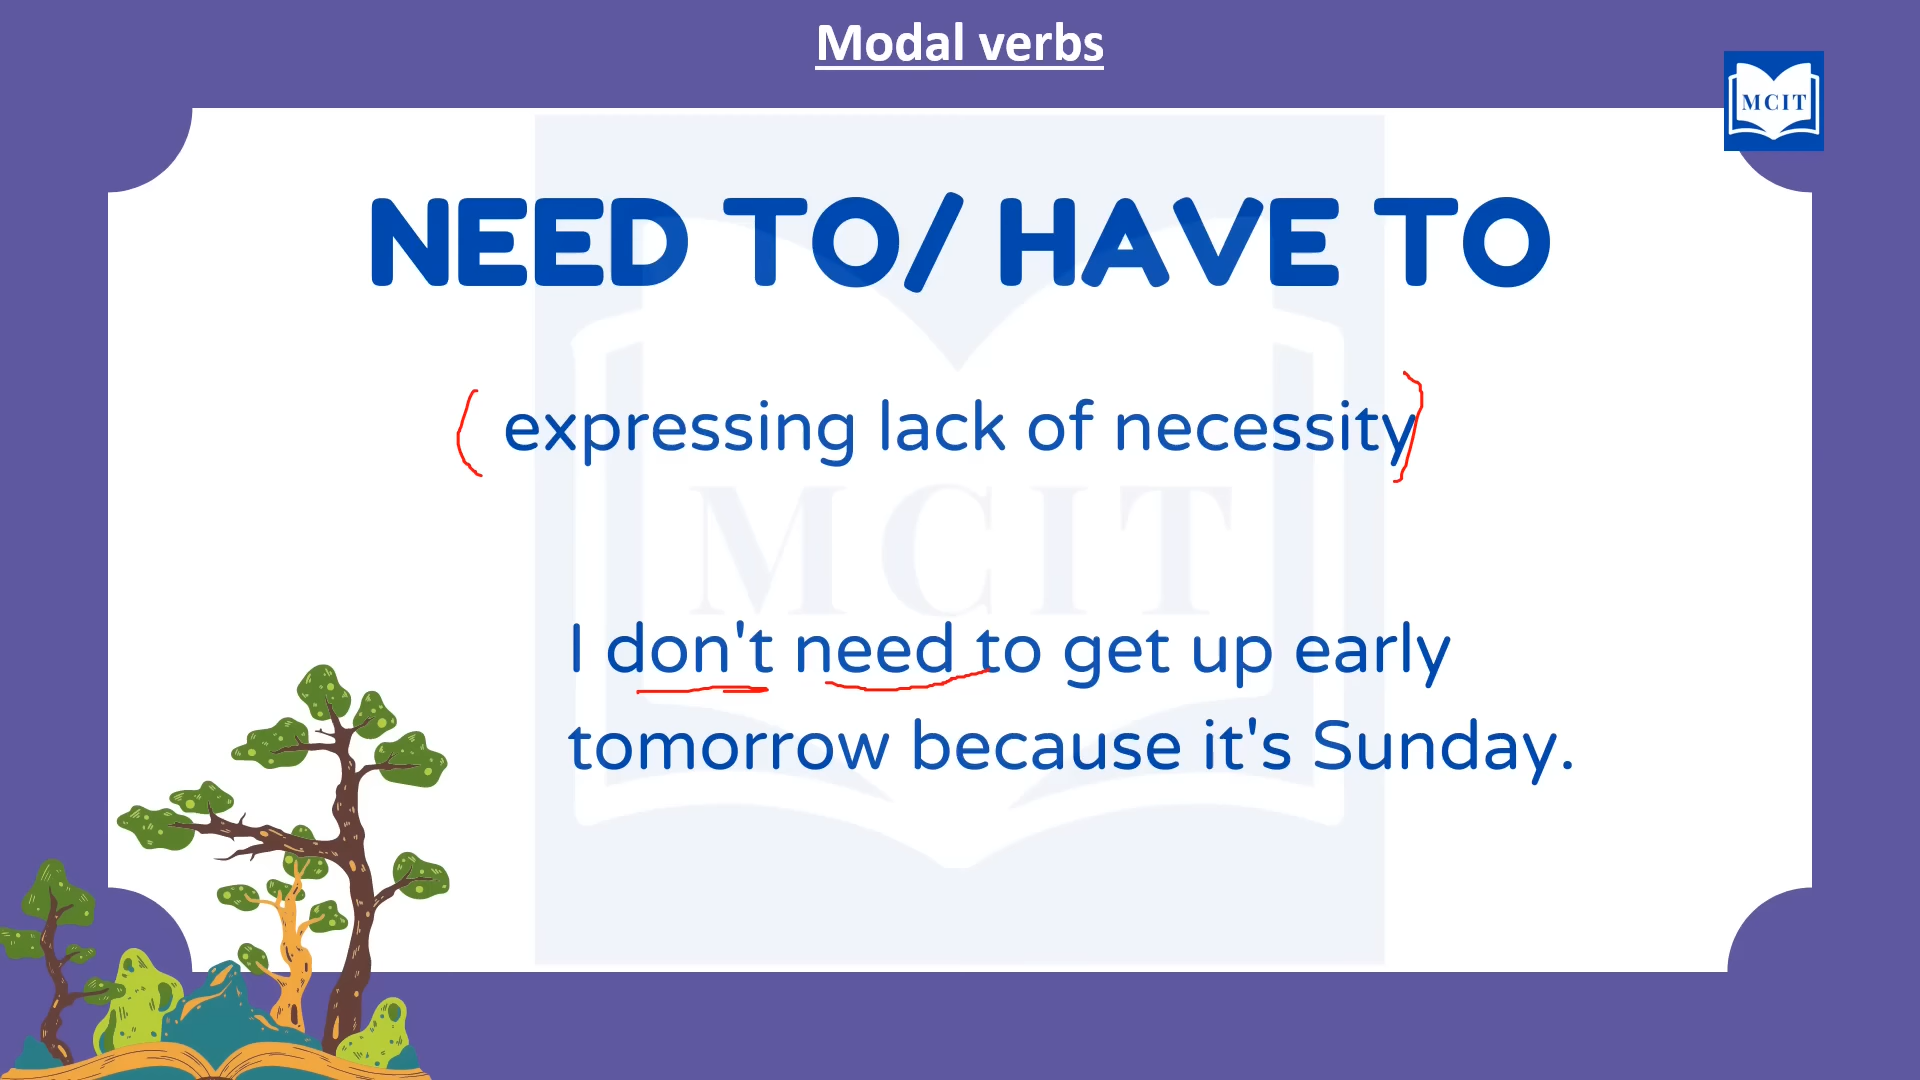 Modal verbs
MCIT
NEED TO/ HAVE TO
expressing lack of necessity
MCIT
I don't need to get up early
tomorrow because it's Sunday.